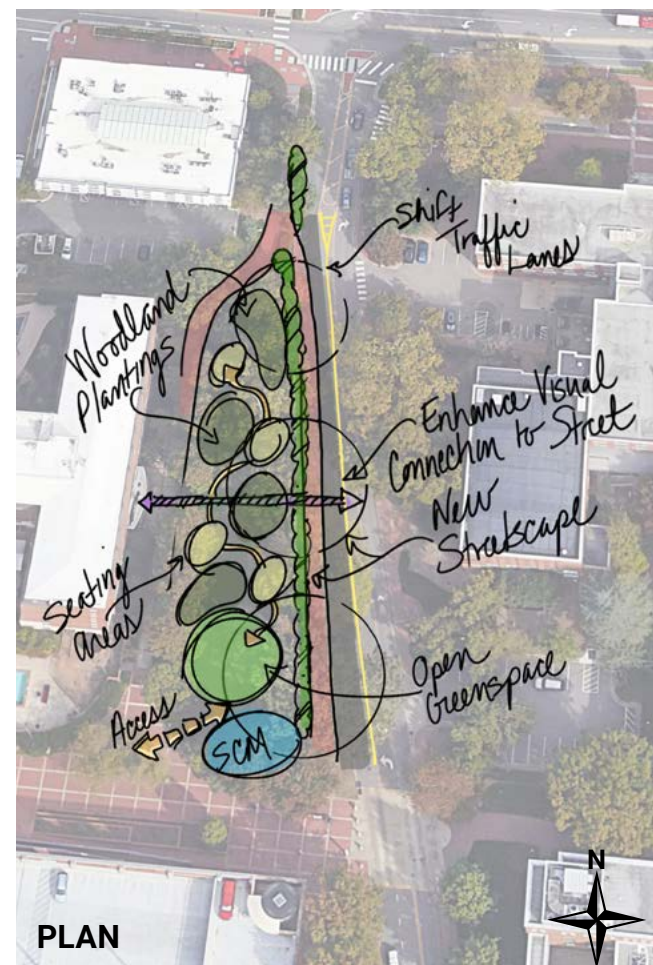 Shift
Traffic
Lanes
Woodland
Plantings
Enhance Visual
Connection to Street
New
Streetscape
Seating
areas
Open
Greenspace
Access
SCM
N
PLAN